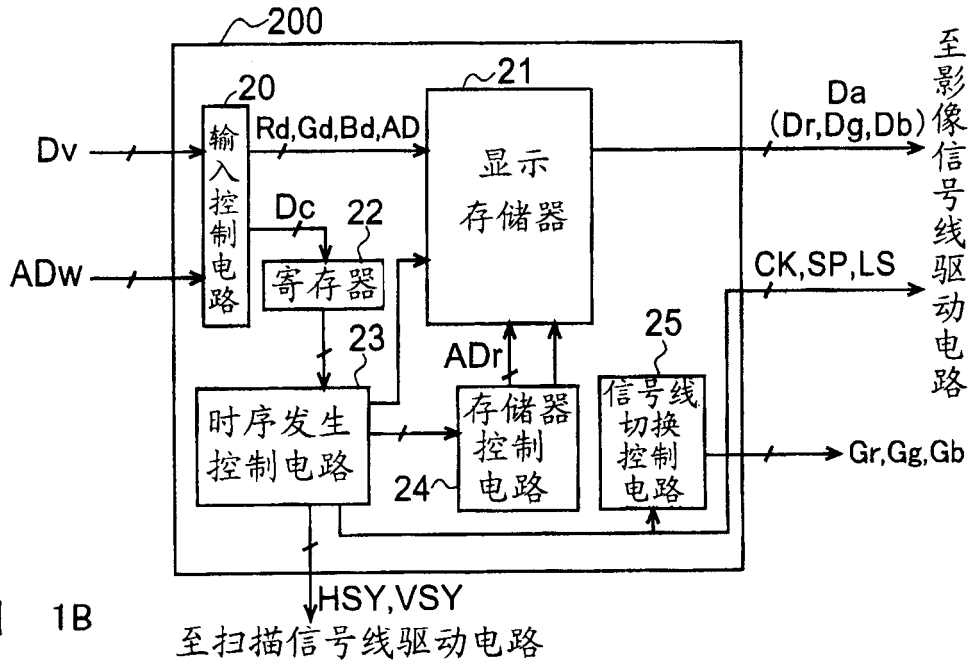 200
20
21
输入控制电路
Dv
ADw
Rd,Gd,Bd,AD
显示
存储器
Da
(Dr,Dg,Db)
至影像信号线驱动电路
Dc
22
寄存器
CK,SP,LS
23
时序发生
控制电路
ADr
24
存储器
控制
电路
25
信号线
切换
控制
电路
Gr,Gg,Gb
HSY,VSY
至扫描信号线驱动电路
1B